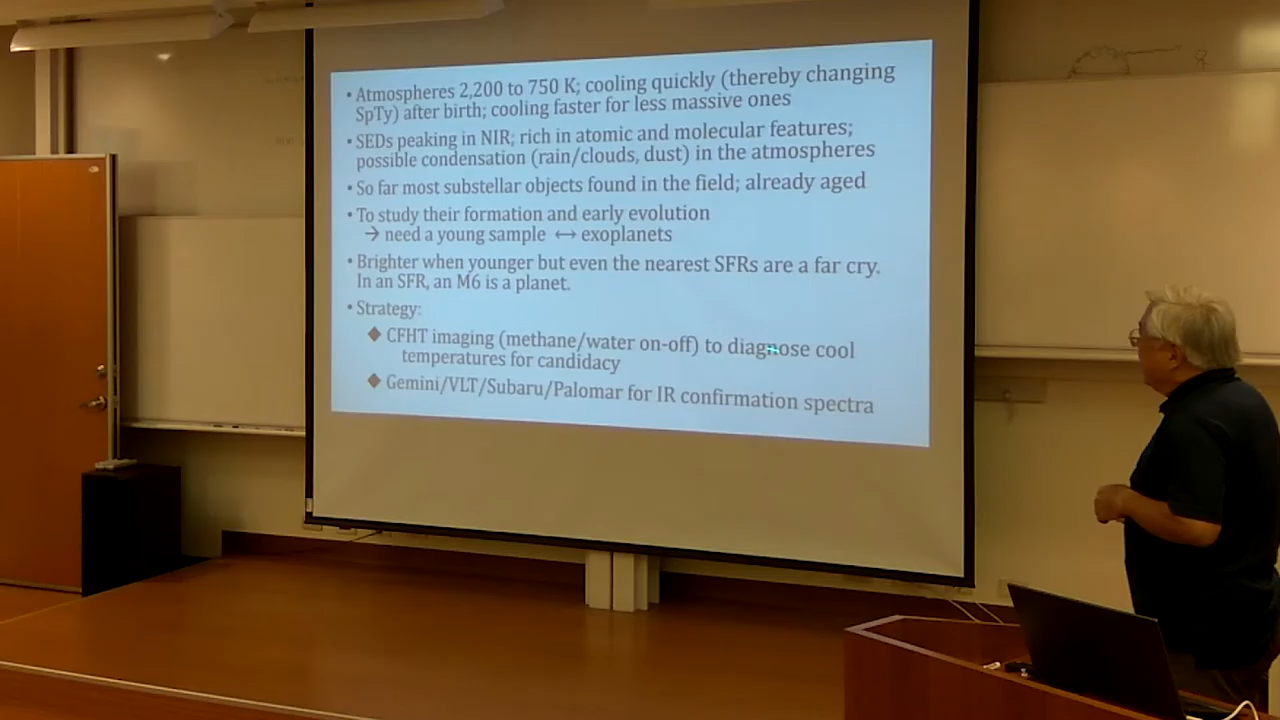 • Atmospheres 2,200 to 750 K; cooling quickly (thereby changing
SpTy) after birth; cooling faster for less massive ones
• SEDs peaking in NIR; rich in atomic and molecular features;
possible condensation (rain/clouds, dust) in the atmospheres
• So far most substellar objects found in the field; already aged
• To study their formation and early evolution
→ need a young sample ↔ exoplanets
• Brighter when younger but even the nearest SFRs are a far cry.
In an SFR, an M6 is a planet.
• Strategy:
◆ CFHT imaging (methane/water on-off) to diagnose cool
temperatures for candidacy
◆ Gemini/VLT/Subaru/Palomar for IR confirmation spectra